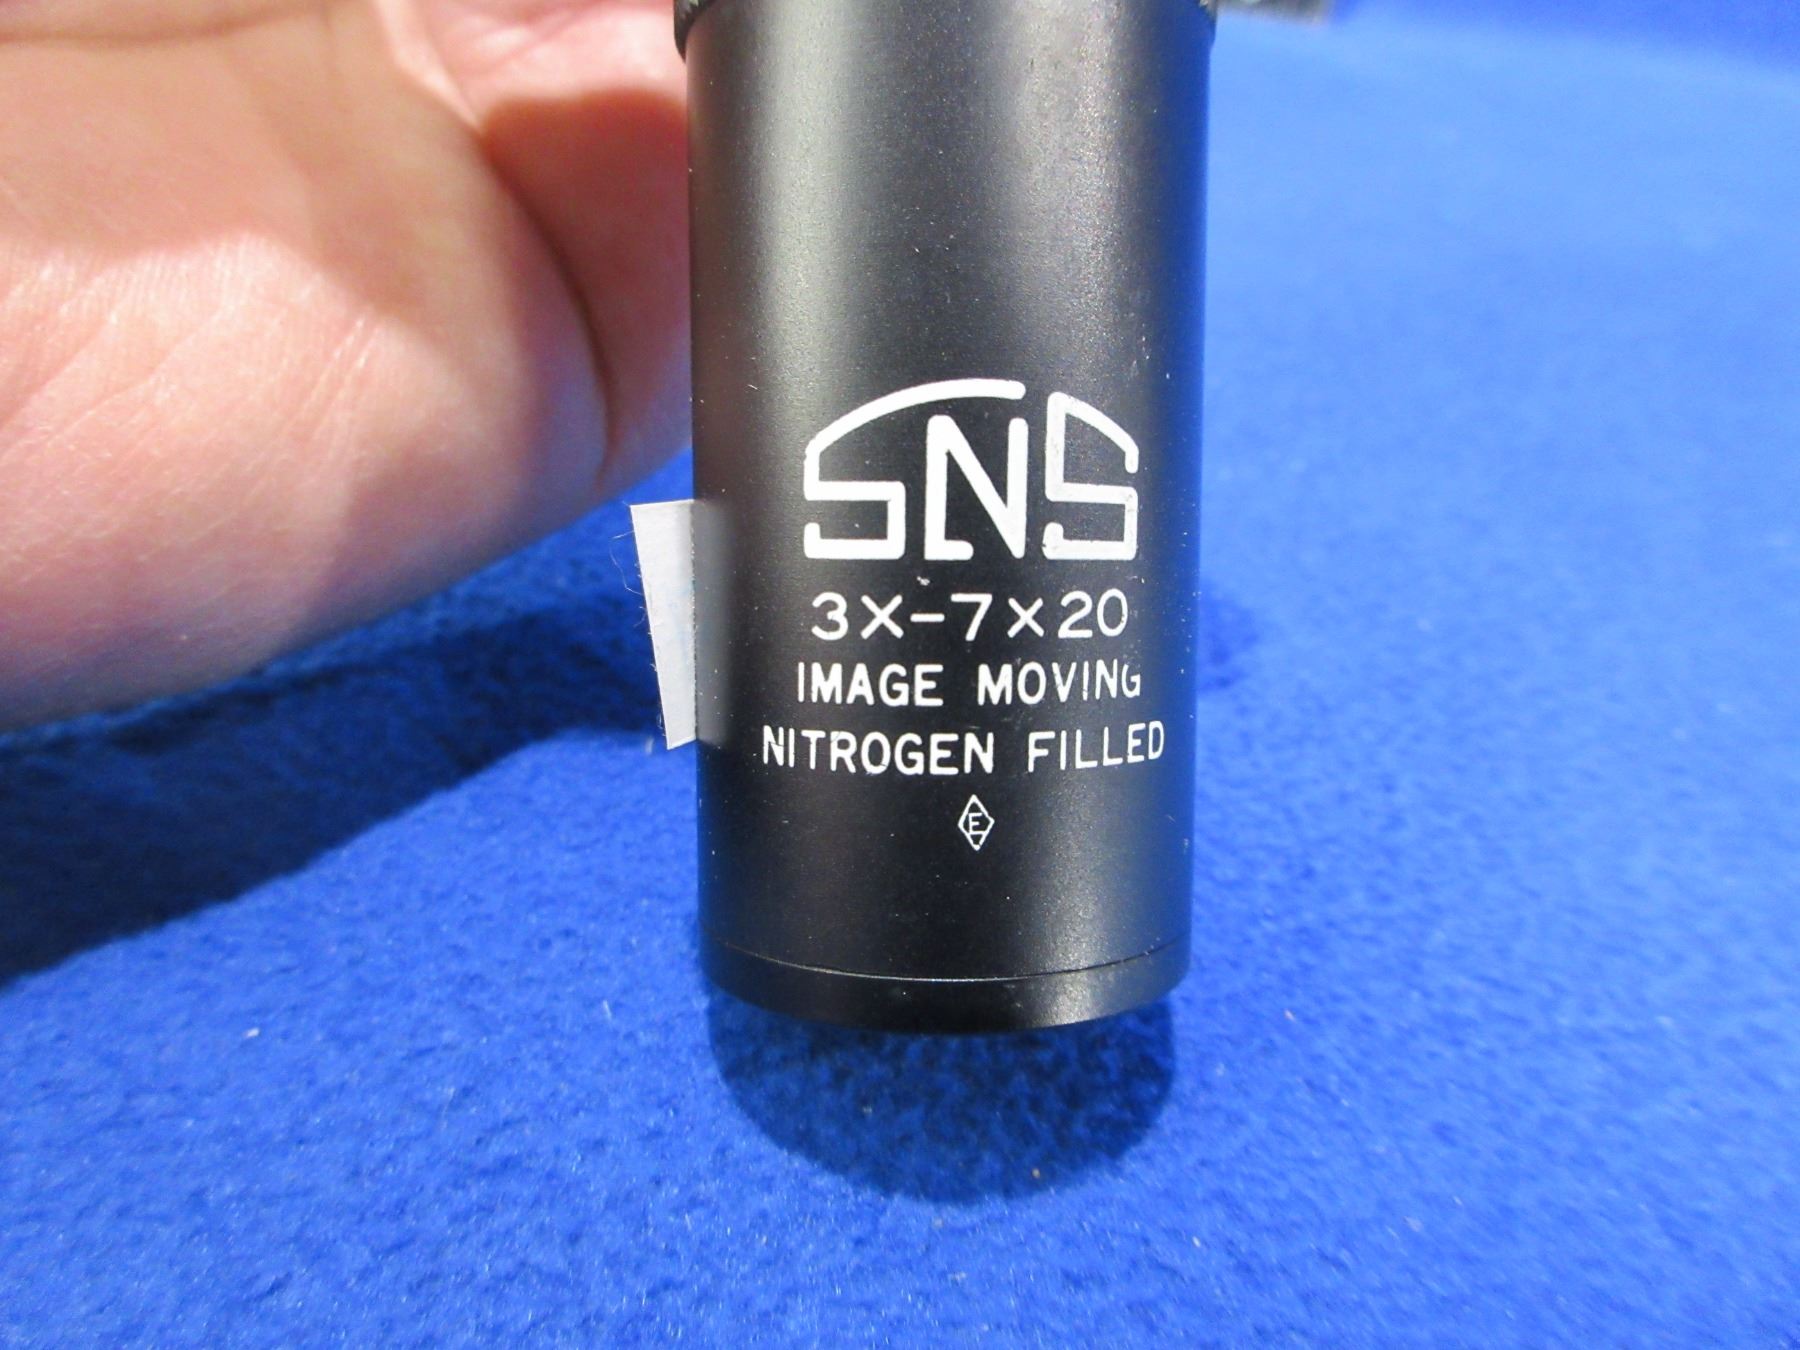 SNS
3X-7X20
IMAGE MOVING
NITROGEN FILLED
E